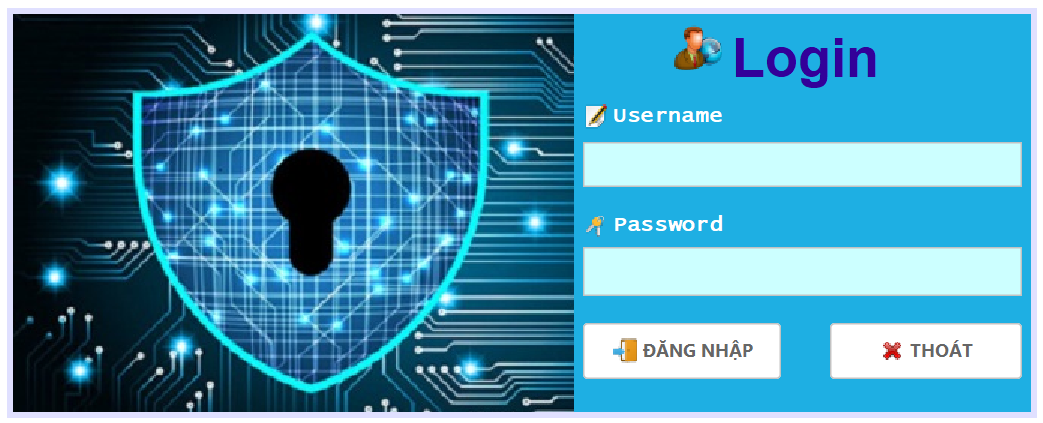 Login
Username
Password
ĐĂNG NHẬP
THOÁT